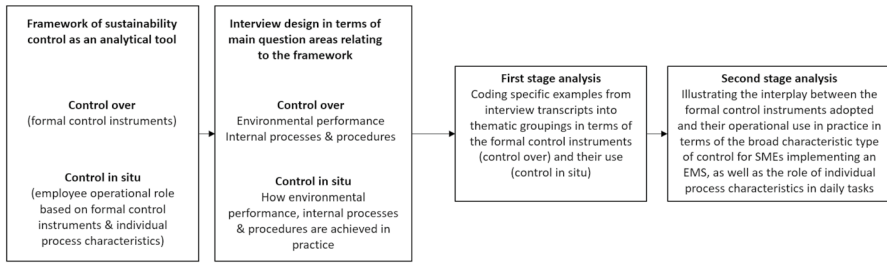 Framework of sustainability
control as an analytical tool
Control over
(formal control instruments)
Control in situ
(employee operational role
based on formal control
instruments & individual
process characteristics)
Interview design in terms of
main question areas relating
to the framework
Control over
Environmental performance
Internal processes & procedures
Control in situ
How environmental
performance, internal processes
& procedures are achieved in
practice
First stage analysis
Coding specific examples from
interview transcripts into
thematic groupings in terms of
the formal control instruments
(control over) and their use
(control in situ)
Second stage analysis
Illustrating the interplay between the
formal control instruments adopted
and their operational use in practice in
terms of the broad characteristic type
of control for SMEs implementing an
EMS, as well as the role of individual
process characteristics in daily tasks